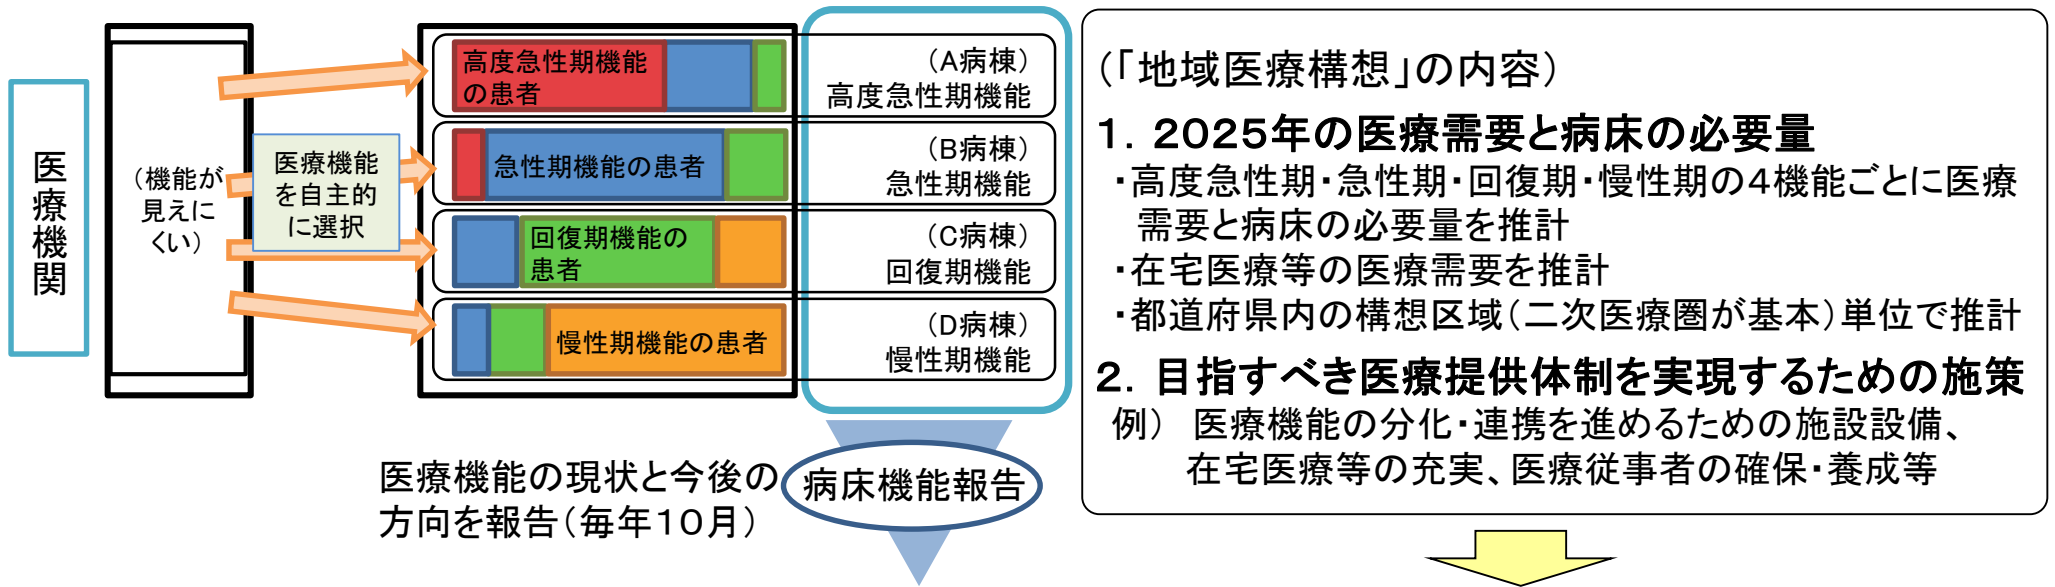 医療機関
（機能が
見えに
くい）
医療機能
を自主的
に選択
高度急性期機能
の患者
（A病棟）
高度急性期機能
急性期機能の患者
（B病棟）
急性期機能
回復期機能の
患者
（C病棟）
回復期機能
慢性期機能の患者
（D病棟）
慢性期機能
医療機能の現状と今後の
方向を報告（毎年１０月）
病床機能報告
（「地域医療構想」の内容）
１．２０２５年の医療需要と病床の必要量
・高度急性期・急性期・回復期・慢性期の４機能ごとに医療
需要と病床の必要量を推計
・在宅医療等の医療需要を推計
・都道府県内の構想区域（二次医療圏が基本）単位で推計
２．目指すべき医療提供体制を実現するための施策
例） 医療機能の分化・連携を進めるための施設設備、
在宅医療等の充実、医療従事者の確保・養成等